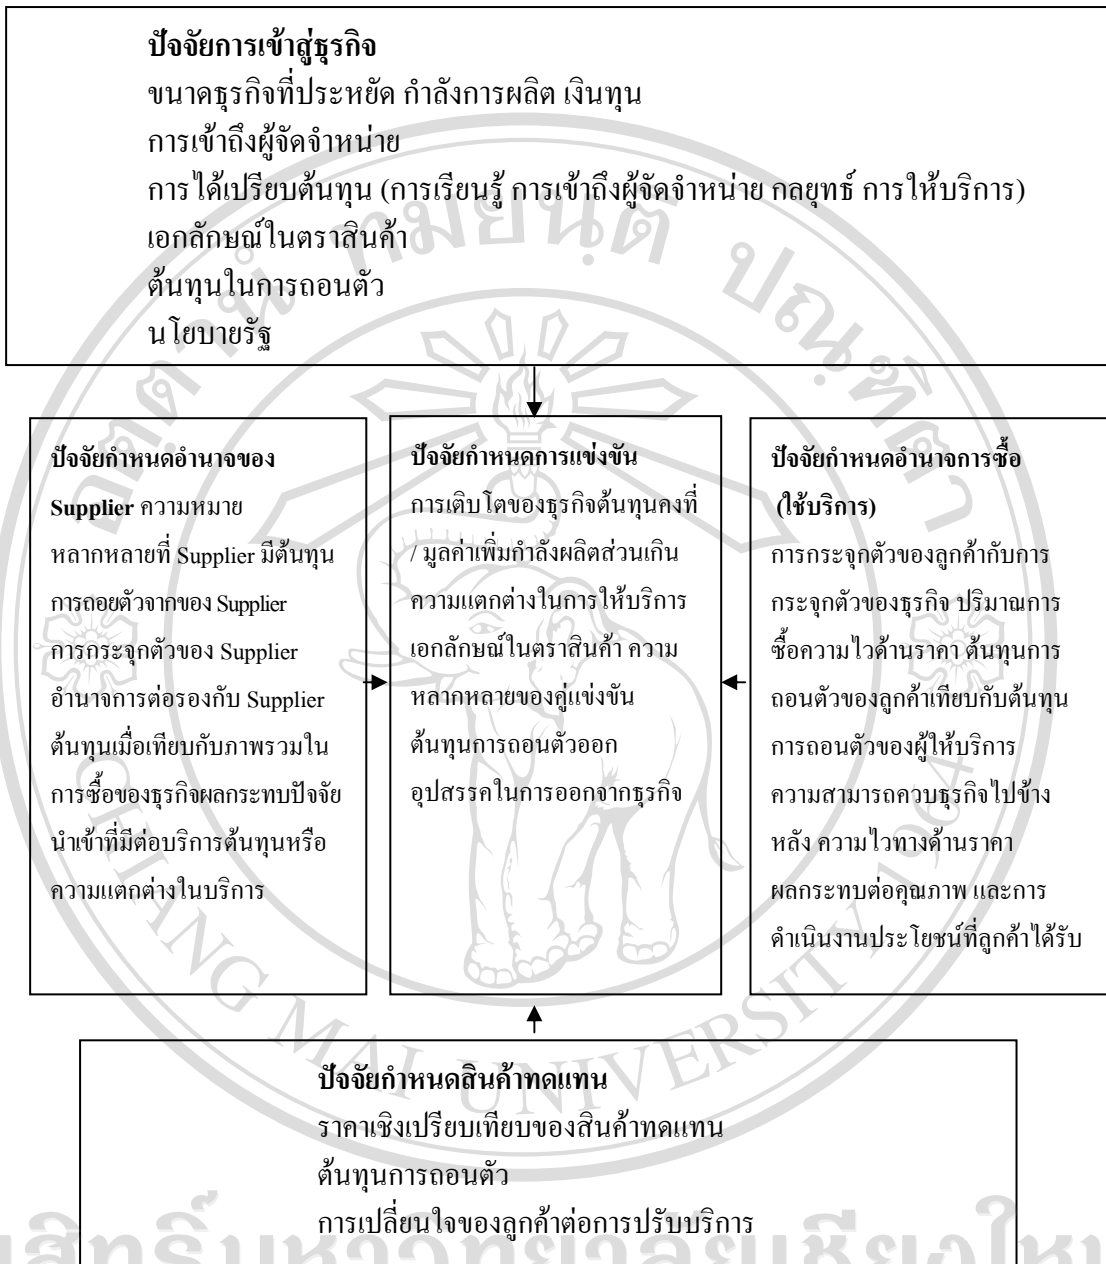 ปัจจัยการเข้าสู่ธุรกิจ
ขนาดธุรกิจที่ประหยัด กำลังการผลิต เงินทุน
การเข้าถึงผู้จัดจำหน่าย
การได้เปรียบต้นทุน (การเรียนรู้ การเข้าถึงผู้จัดจำหน่าย กลยุทธ์ การให้บริการ)
เอกลักษณ์ในตราสินค้า
ต้นทุนในการถอนตัว
นโยบายรัฐ
ปัจจัยกำหนดอำนาจของ
Supplier ความหมาย
หลากหลายที่ Supplier มีต้นทุน
การถอยตัวจากของ Supplier
การกระจุกตัวของ Supplier
อำนาจการต่อรองกับ Supplier
ต้นทุนเมื่อเทียบกับภาพรวมใน
การซื้อของธุรกิจผลกระทบปัจจัย
นำเข้าที่มีต่อบริการต้นทุนหรือ
ความแตกต่างในบริการ
ปัจจัยกำหนดการแข่งขัน
การเติบโตของธุรกิจต้นทุนคงที่
/ มูลค่าเพิ่มกำลังผลิตส่วนเกิน
ความแตกต่างในการให้บริการ
เอกลักษณ์ในตราสินค้า ความ
หลากหลายของคู่แข่งขัน
ต้นทุนการถอนตัวออก
อุปสรรคในการออกจากธุรกิจ
ปัจจัยกำหนดอำนาจการซื้อ
(ใช้บริการ)
การกระจุกตัวของลูกค้ากับการ
กระจุกตัวของธุรกิจ ปริมาณการ
ซื้อความไวด้านราคา ต้นทุนการ
ถอนตัวของลูกค้าเทียบกับต้นทุน
การถอนตัวของผู้ให้บริการ
ความสามารถควบธุรกิจไปข้าง
หลัง ความไวทางด้านราคา
ผลกระทบต่อคุณภาพ และการ
ดำเนินงานประโยชน์ที่ลูกค้าได้รับ
ปัจจัยกำหนดสินค้าทดแทน
ราคาเชิงเปรียบเทียบของสินค้าทดแทน
ต้นทุนการถอนตัว
การเปลี่ยนใจของลูกค้าต่อการปรับบริการ
CHIANG MAI UNIVERSITY 1964